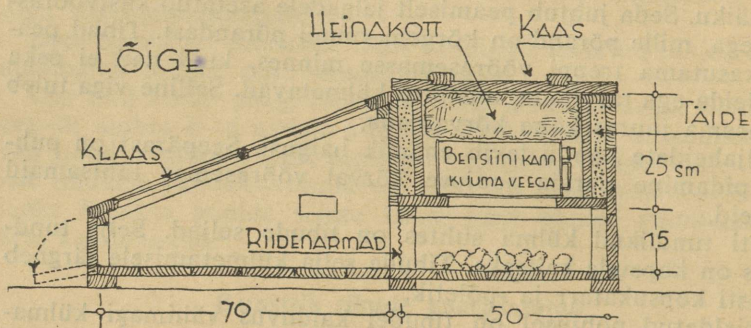 LÕIGE
HEINAKOTT
KAAS
TÄIDE
KLAAS
BENSIINI KANN
KUUMA VEEGA
25 sm
RIIDENARMAD
15
70
50